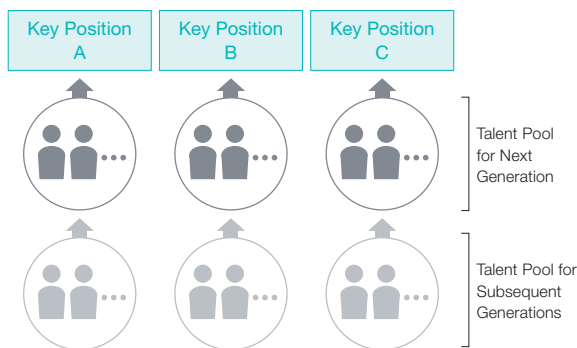 Key Position
A
Key Position
B
Key Position
C
Talent Pool
for Next
Generation
Talent Pool for
Subsequent
Generations